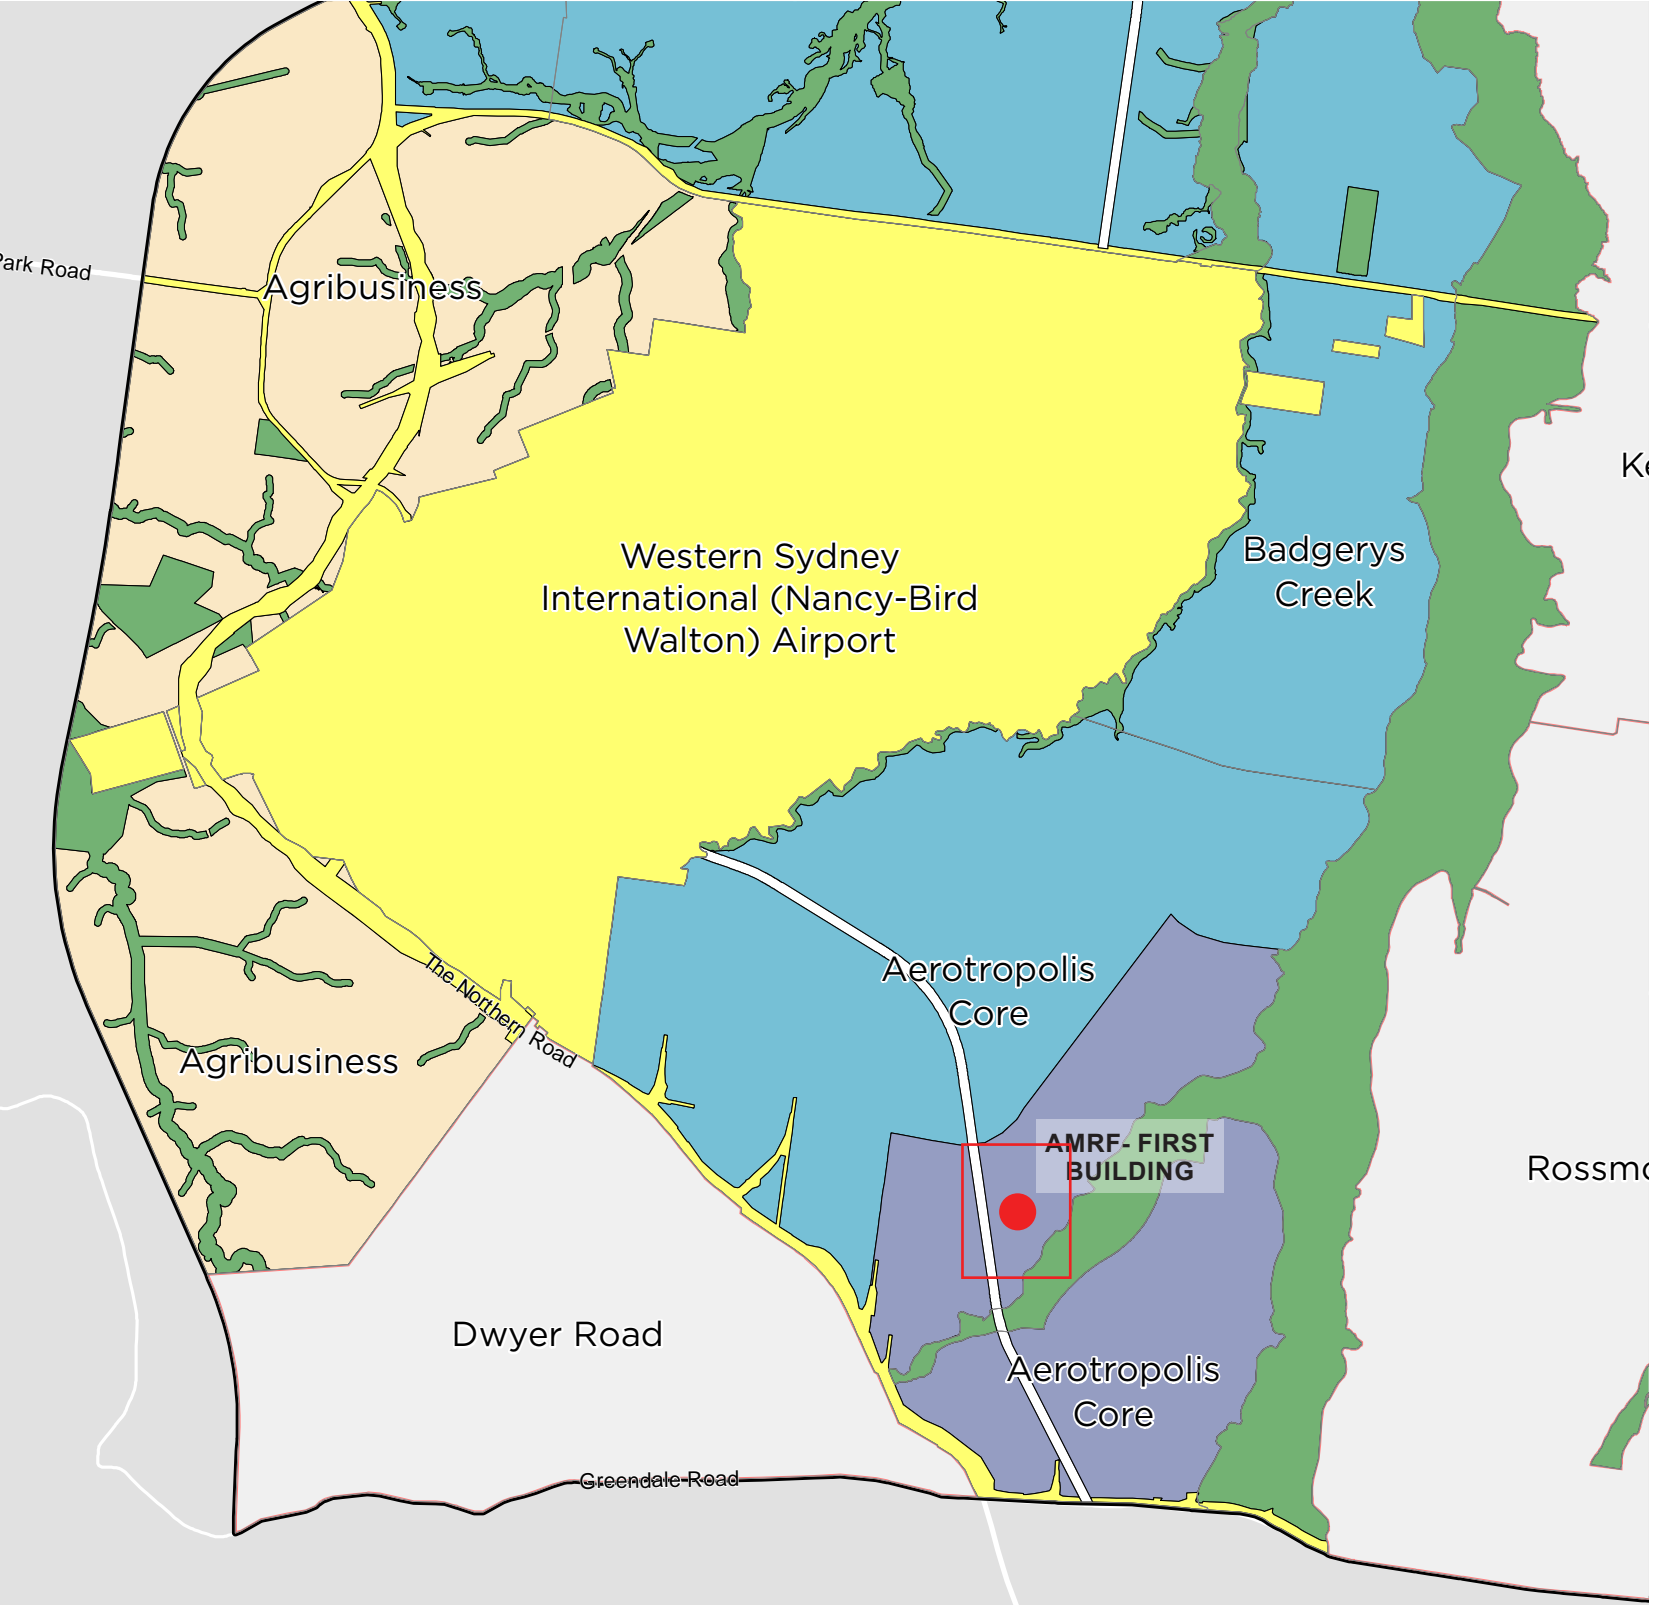 Park Road
Agribusiness
Western Sydney
International (Nancy-Bird
Walton) Airport
Badgerys
Creek
Aerotropolis
Core
The Northern Road
Agribusiness
AMRF- FIRST
BUILDING
Dwyer Road
Aerotropolis
Core
Greendale Road